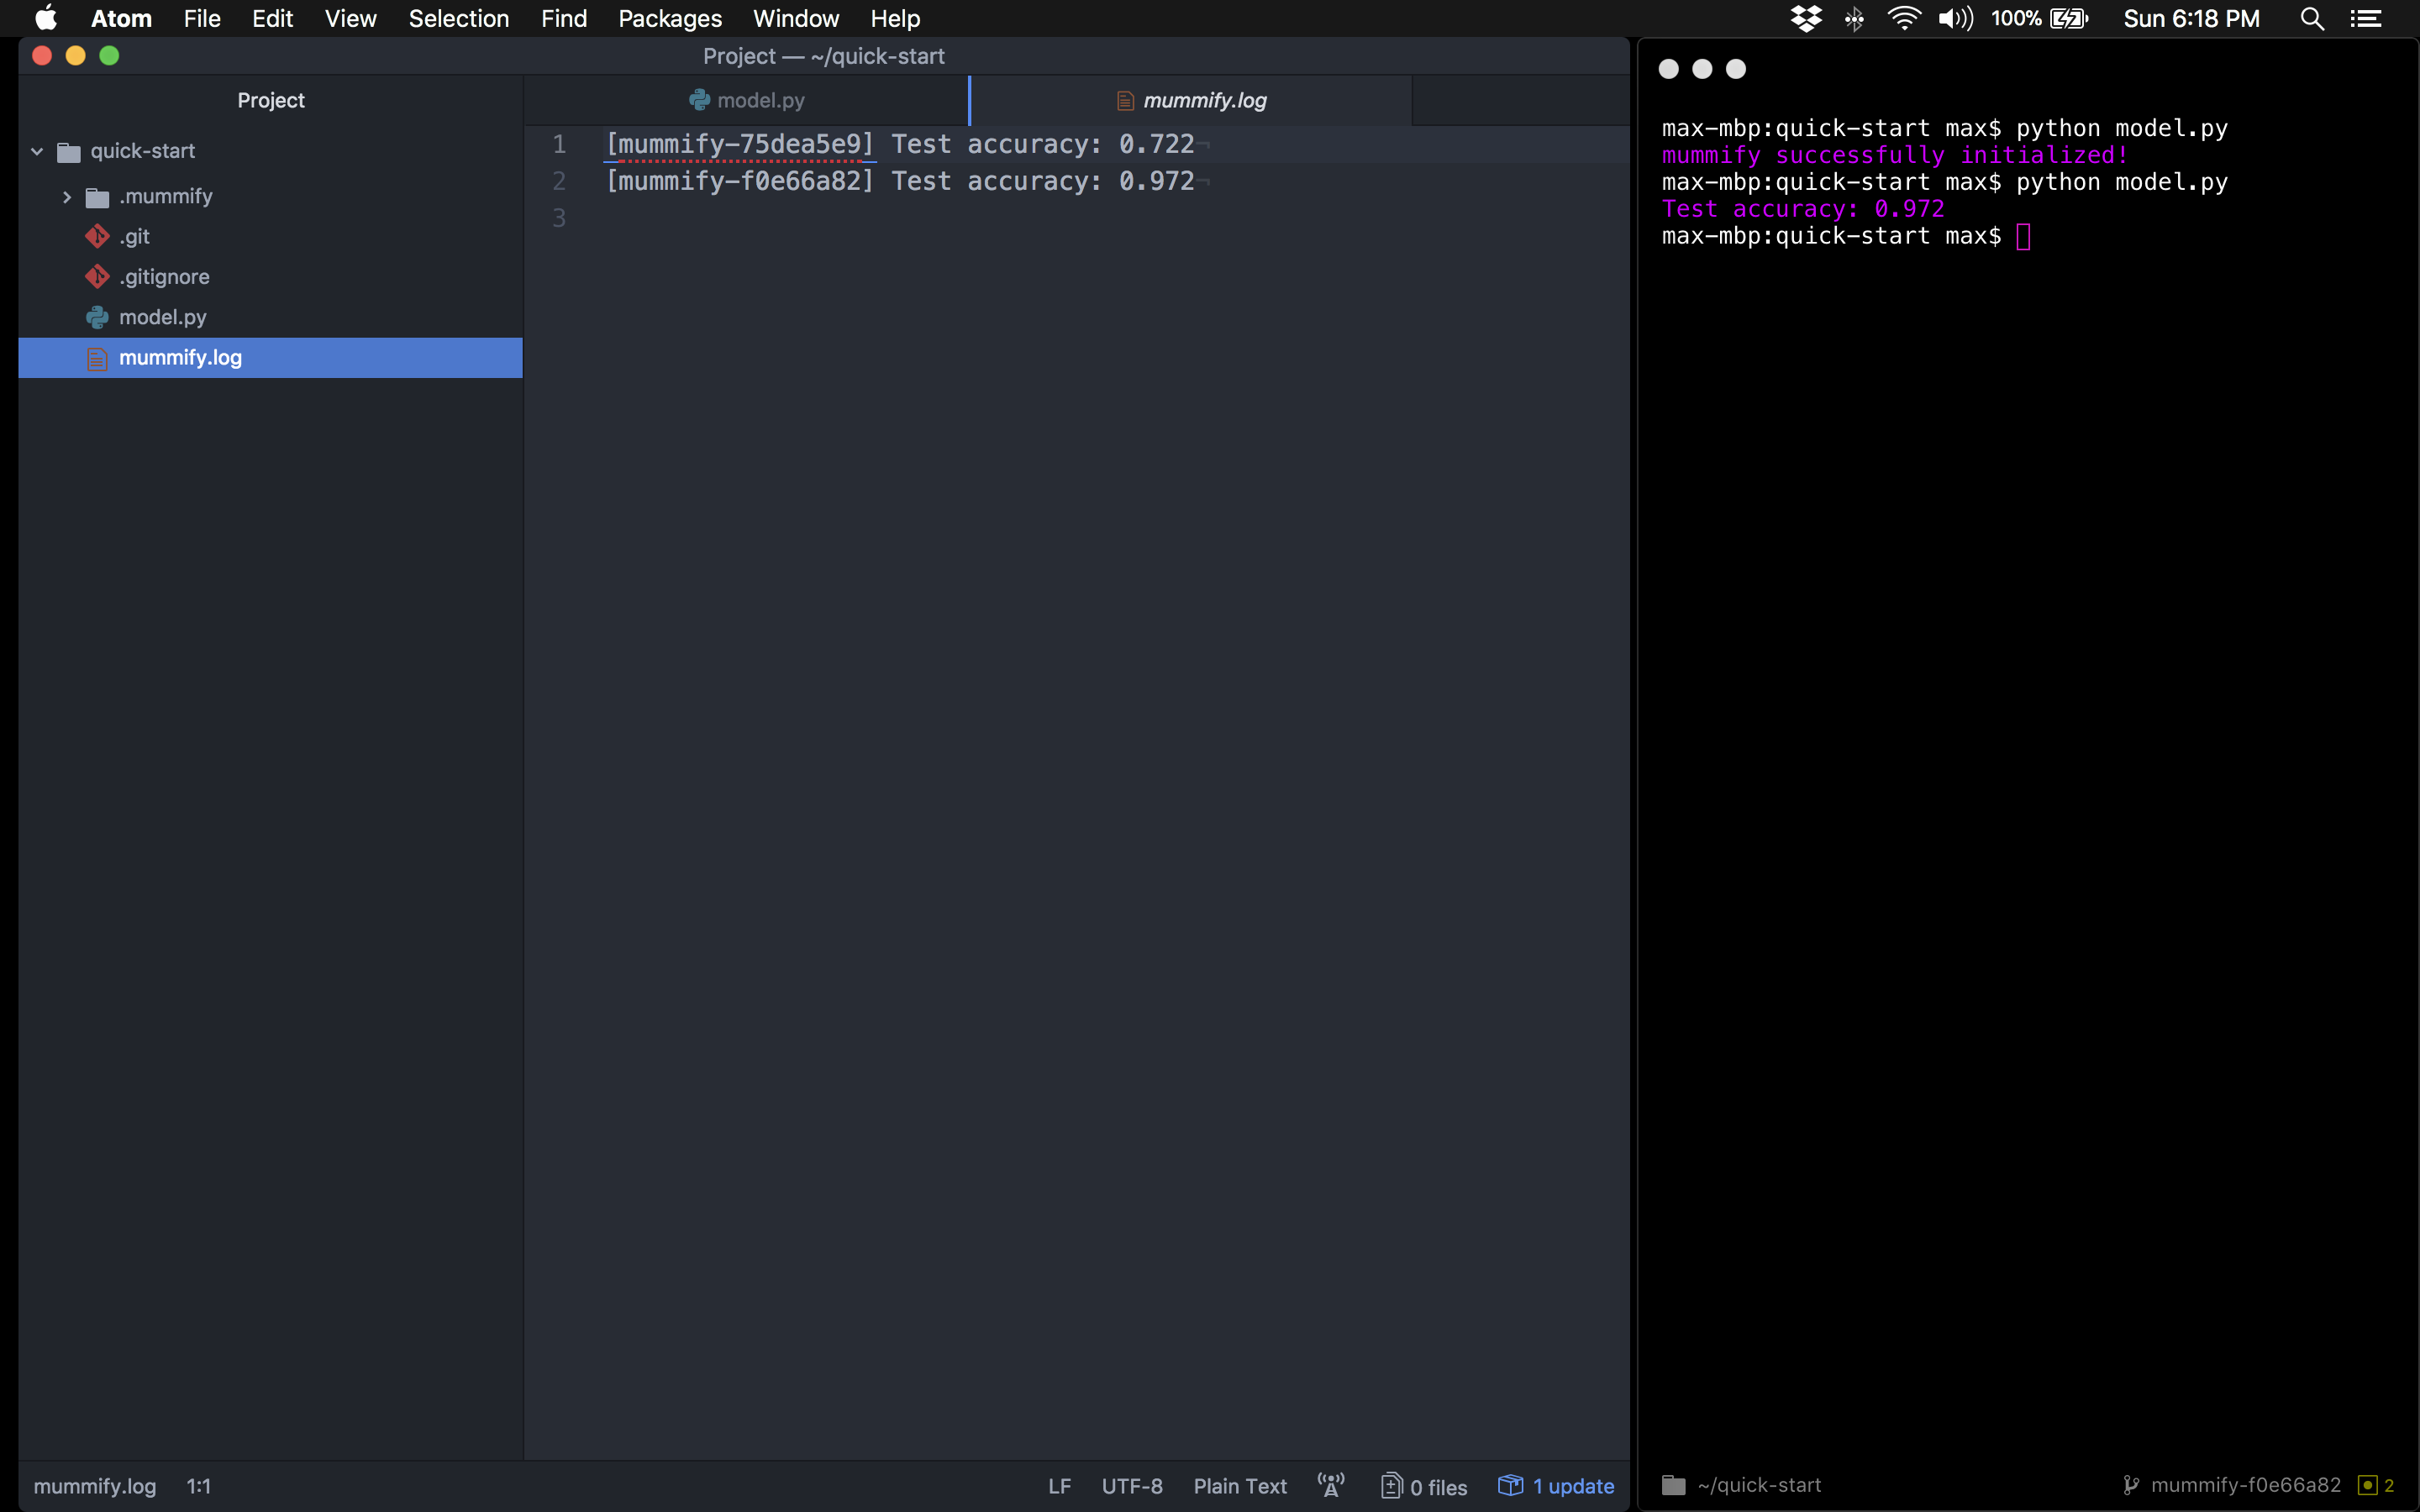 Atom File Edit View Selection Find Packages Window Help 100% Sun 6:18 PM
Project — ~/quick-start
Project
quick-start
.mummify
.git
.gitignore
model.py
mummify.log
model.py
mummify.log
1 [mummify-75dea5e9] Test accuracy: 0.722¬
2 [mummify-f0e66a82] Test accuracy: 0.972¬
3
mummify.log 1:1
LF UTF-8 Plain Text 0 files 1 update
max-mbp:quick-start max$ python model.py
mummify successfully initialized!
max-mbp:quick-start max$ python model.py
Test accuracy: 0.972
max-mbp:quick-start max$
~/quick-start mummify-f0e66a82 2